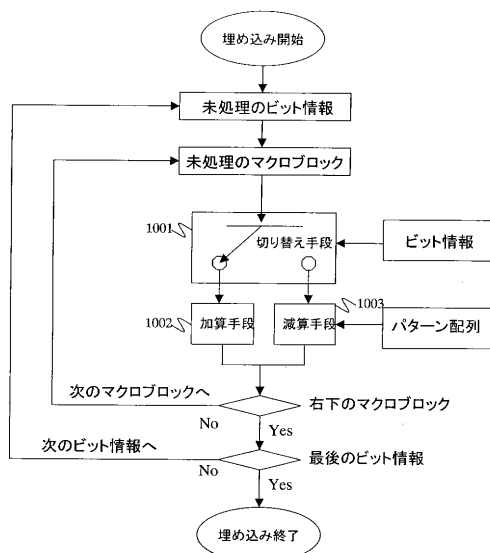 埋め込み開始
未処理のビット情報
未処理のマクロブロック
1001
切り替え手段
ビット情報
1002
加算手段
減算手段
1003
パターン配列
次のマクロブロックへ
右下のマクロブロック
No
Yes
次のビット情報へ
最後のビット情報
No
Yes
埋め込み終了